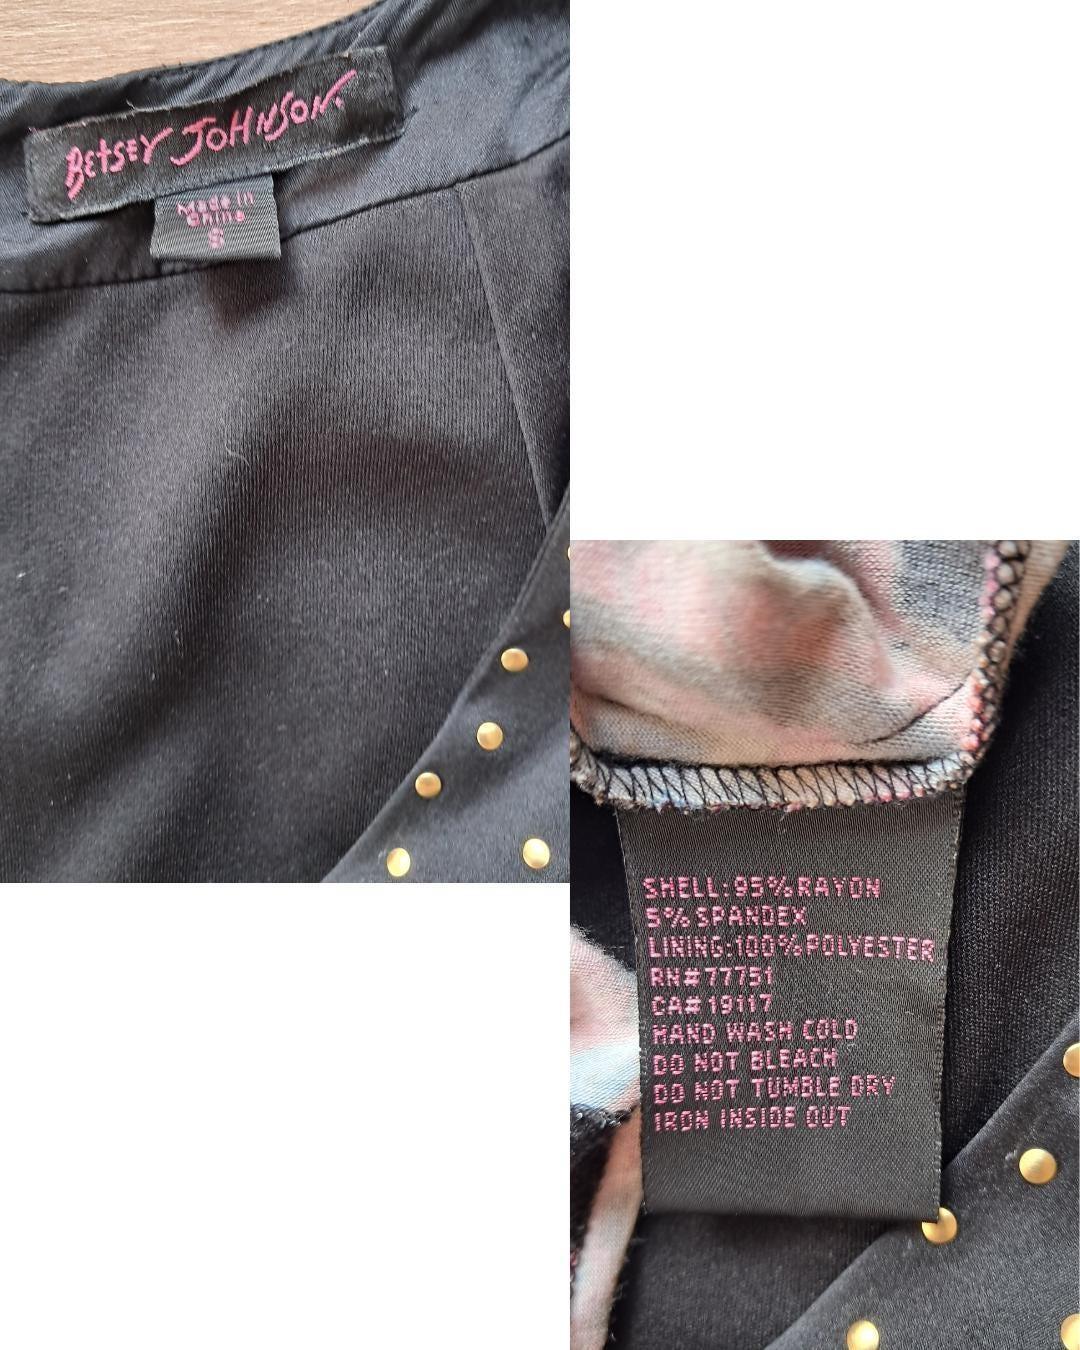 BETSEY JOHNSON.
Made in
China
S
SHELL:95%RAYON
5%SPANDEX
LINING:100%POLYESTER
RN#77751
CA#19117
HAND WASH COLD
DO NOT BLEACH
DO NOT TUMBLE DRY
IRON INSIDE OUT